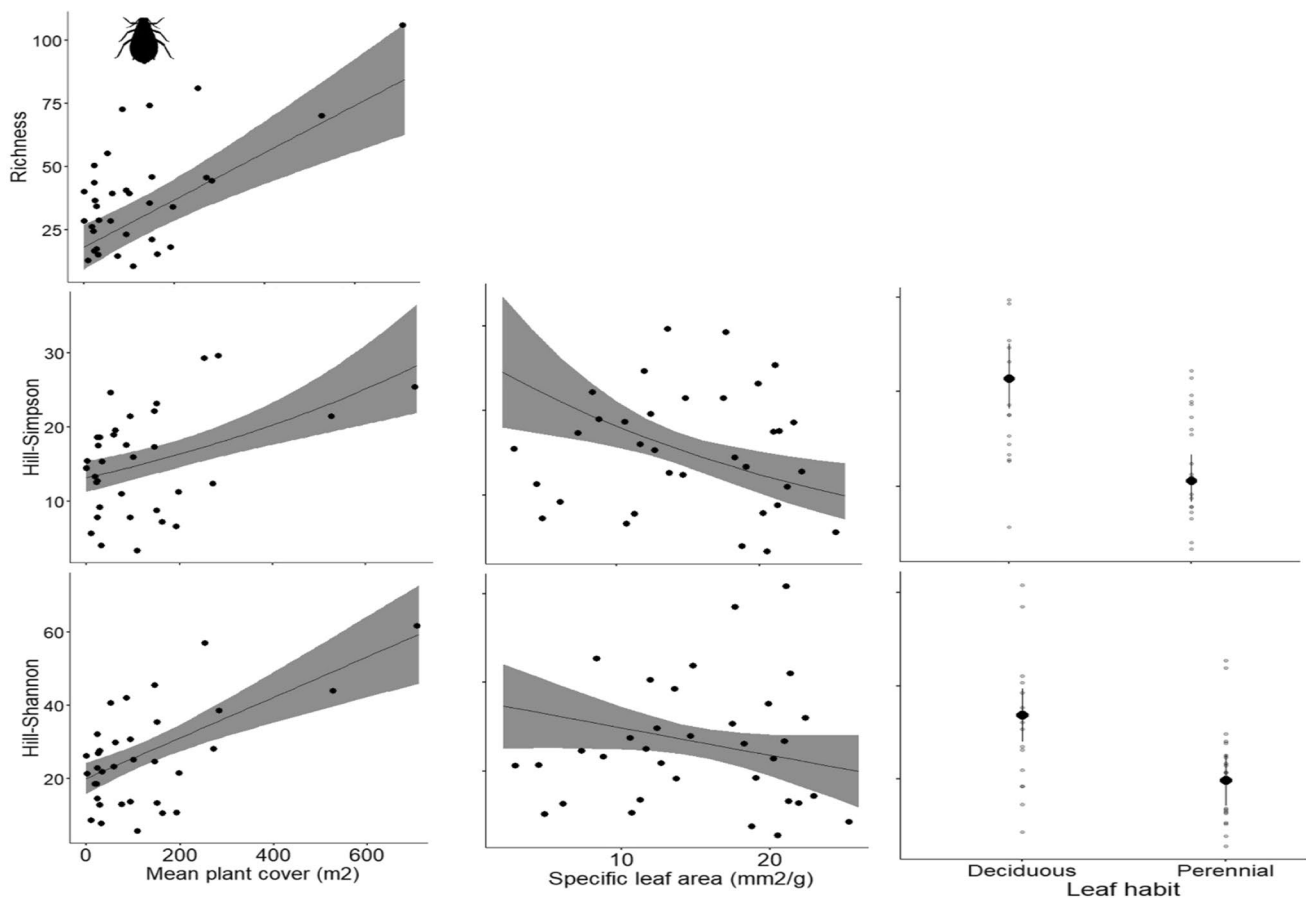 100
75
50
25
Richness
30
20
10
Hill-Simpson
60
40
20
Hill-Shannon
0 200 400 600
Mean plant cover (m2)
10 20
Specific leaf area (mm2/g)
Deciduous Perennial
Leaf habit